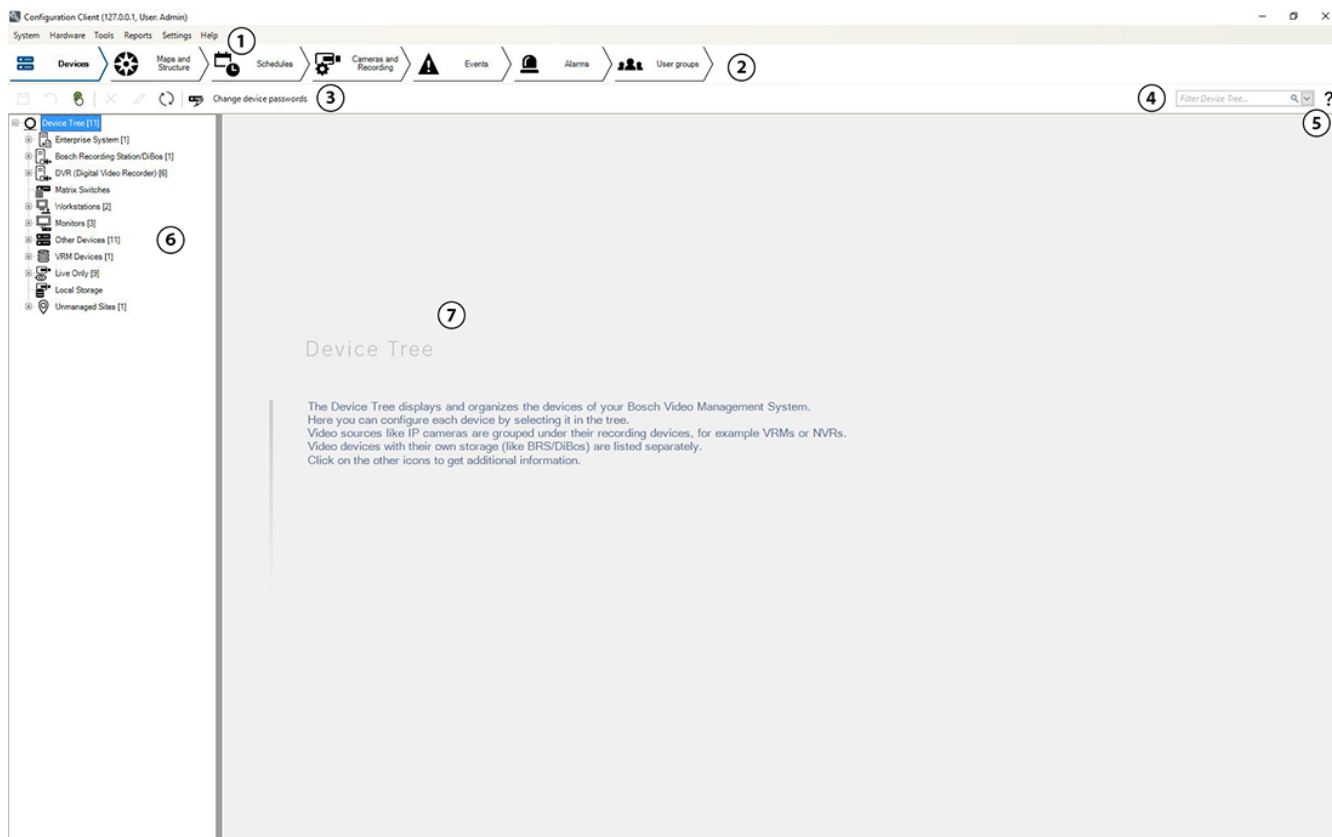 Configuration Client (127.0.0.1, User: Admin)
System Hardware Tools Reports Settings Help
1
Devices
Maps and
Structure
Schedules
Cameras and
Recording
Events
Alarms
User groups
2
Change device passwords
3
4
Filter Device Tree...
?
5
Device Tree [11]
Enterprise System [1]
Bosch Recording Station/DiBos [1]
DVR (Digital Video Recorder) [6]
Matrix Switches
Workstations [2]
Monitors [3]
Other Devices [11]
VRM Devices [1]
Live Only [9]
Local Storage
Unmanaged Sites [1]
6
7
Device Tree
The Device Tree displays and organizes the devices of your Bosch Video Management System.
Here you can configure each device by selecting it in the tree.
Video sources like IP cameras are grouped under their recording devices, for example VRMs or NVRs.
Video devices with their own storage (like BRS/DiBos) are listed separately.
Click on the other icons to get additional information.